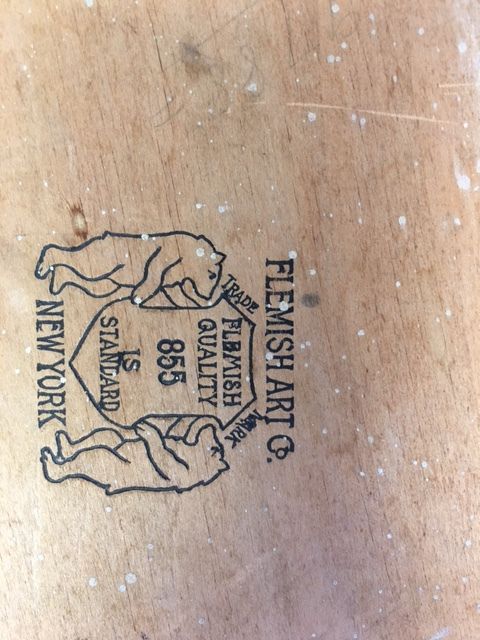 FLEMISH ART Co.
TRADE MARK
FLEMISH
QUALITY
855
IS
STANDARD
NEW YORK